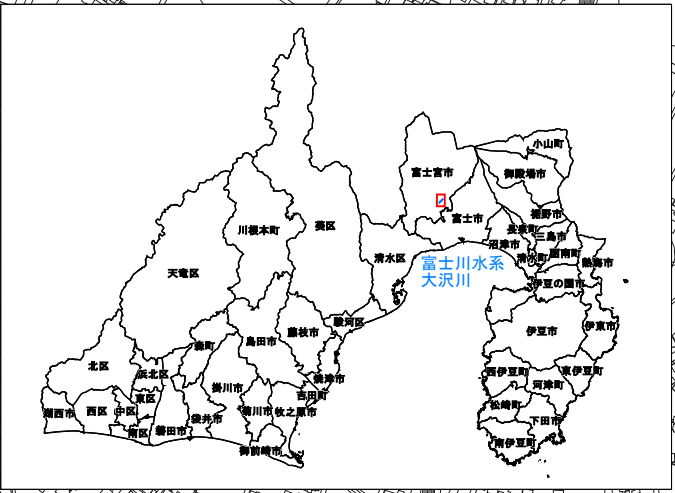 小山町
富士宮市
御殿場市
裾野市
富士市
葵区
川根本町
長泉町
三島市
沼津市
函南町
清水区
清水町
熱海市
富士川水系
大沢川
天竜区
伊豆の国市
駿河区
伊豆市
伊東市
藤枝市
島田市
森町
北区
浜北区
西伊豆町
東伊豆町
焼津市
河津町
掛川市
吉田町
東区
松崎町
湖西市
西区
中区
菊川市
牧之原市
袋井市
下田市
南区
磐田市
南伊豆町
御前崎市